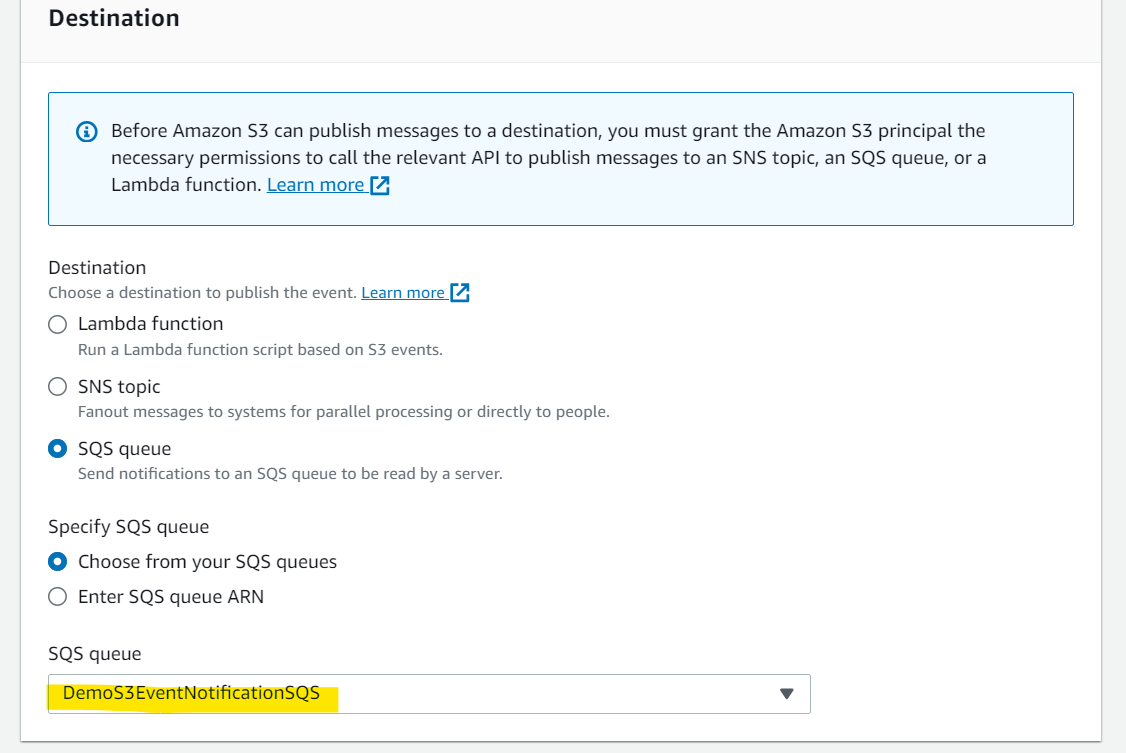 Destination
Before Amazon S3 can publish messages to a destination, you must grant the Amazon S3 principal the
necessary permissions to call the relevant API to publish messages to an SNS topic, an SQS queue, or a
Lambda function. Learn more
Destination
Choose a destination to publish the event. Learn more
Lambda function
Run a Lambda function script based on S3 events.
SNS topic
Fanout messages to systems for parallel processing or directly to people.
SQS queue
Send notifications to an SQS queue to be read by a server.
Specify SQS queue
Choose from your SQS queues
Enter SQS queue ARN
SQS queue
DemoS3EventNotificationSQS